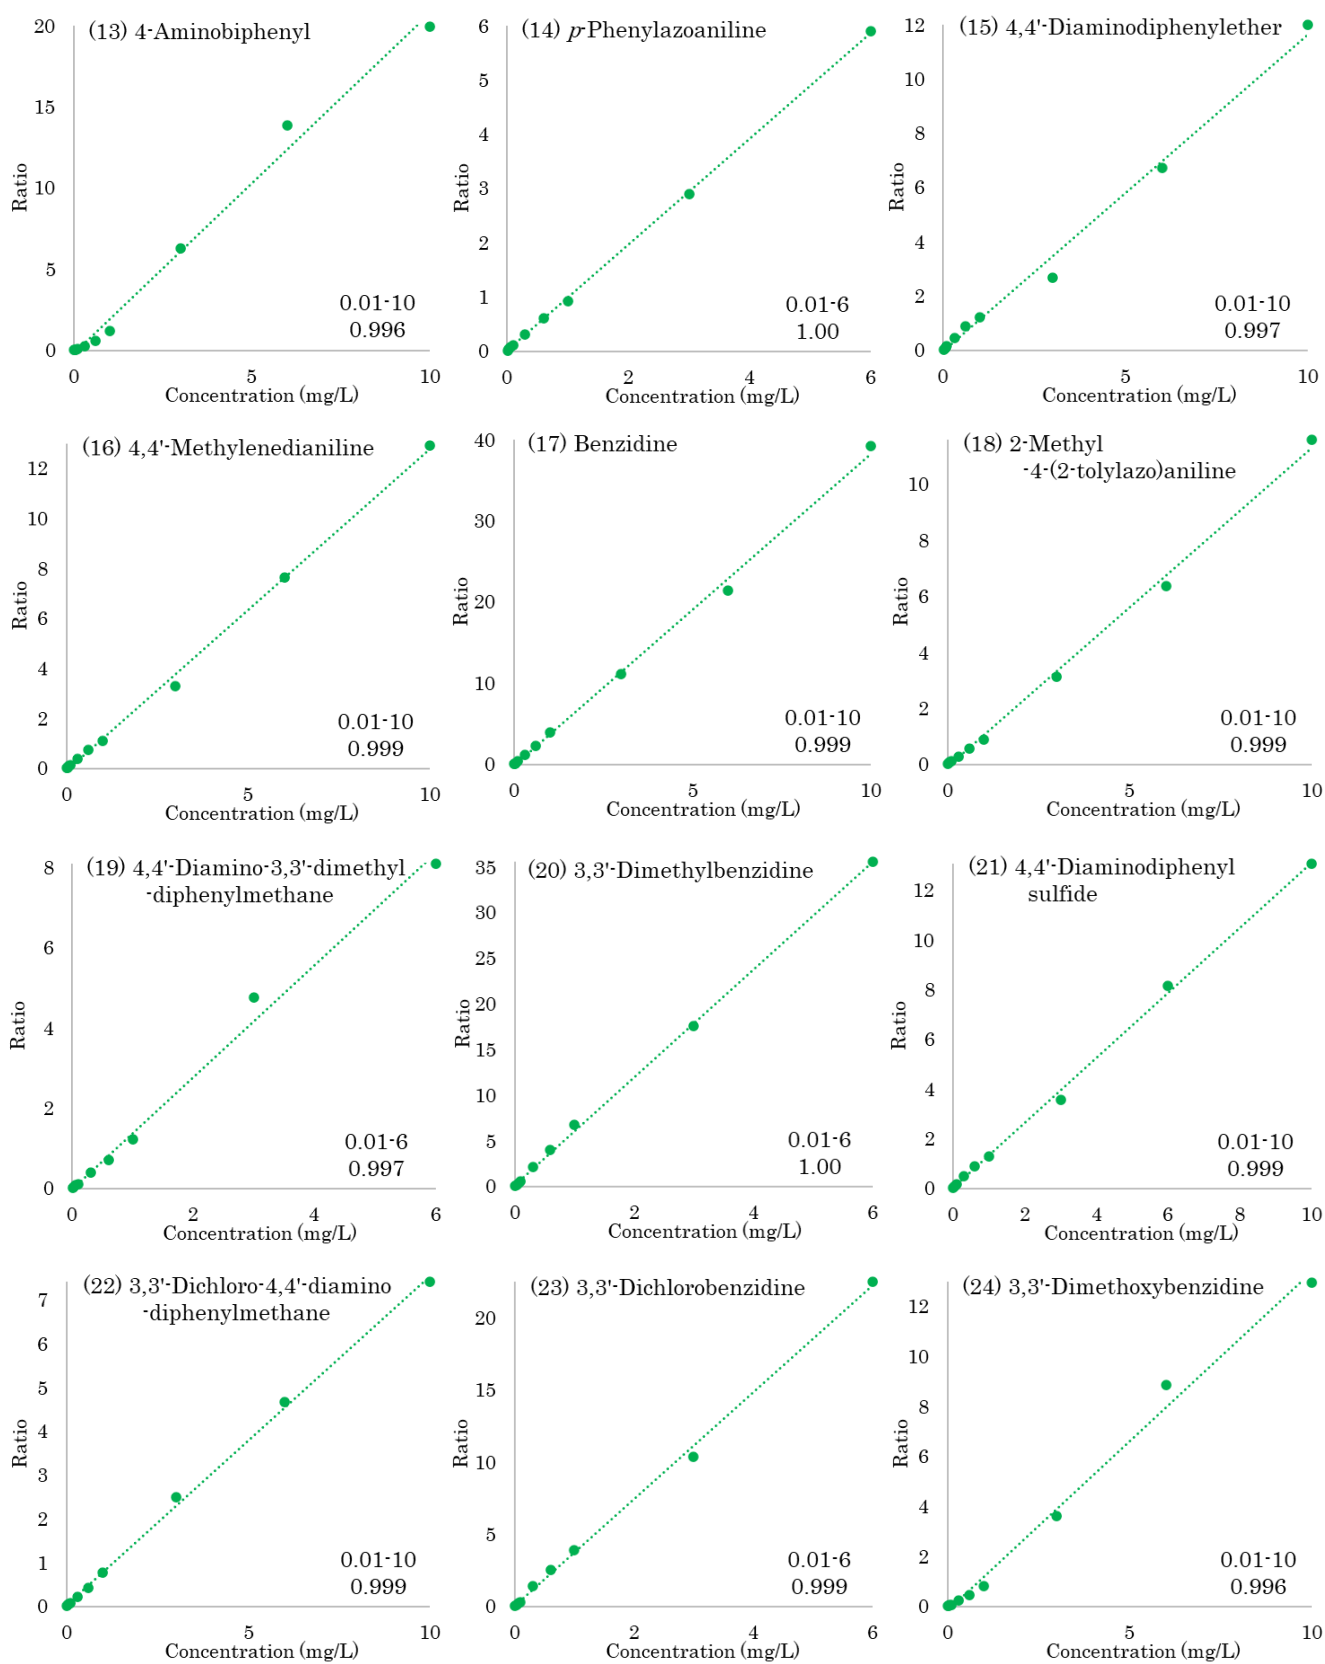 (13) 4-Aminobiphenyl
20
15
10
5
0
Ratio
0.01-10
0.996
0 5 10
Concentration (mg/L)
(14) p-Phenylazoaniline
6
5
4
3
2
1
0
Ratio
0.01-6
1.00
0 2 4 6
Concentration (mg/L)
(15) 4,4'-Diaminodiphenylether
12
10
8
6
4
2
0
Ratio
0.01-10
0.997
0 5 10
Concentration (mg/L)
(16) 4,4'-Methylenedianiline
12
10
8
6
4
2
0
Ratio
0.01-10
0.999
0 5 10
Concentration (mg/L)
(17) Benzidine
40
30
20
10
0
Ratio
0.01-10
0.999
0 5 10
Concentration (mg/L)
(18) 2-Methyl
-4-(2-tolylazo)aniline
10
8
6
4
2
0
Ratio
0.01-10
0.999
0 5 10
Concentration (mg/L)
(19) 4,4'-Diamino-3,3'-dimethyl
-diphenylmethane
8
6
4
2
0
Ratio
0.01-6
0.997
0 2 4 6
Concentration (mg/L)
(20) 3,3'-Dimethylbenzidine
35
30
25
20
15
10
5
0
Ratio
0.01-6
1.00
0 2 4 6
Concentration (mg/L)
(21) 4,4'-Diaminodiphenyl
sulfide
12
10
8
6
4
2
0
Ratio
0.01-10
0.999
0 2 4 6 8 10
Concentration (mg/L)
(22) 3,3'-Dichloro-4,4'-diamino
-diphenylmethane
7
6
5
4
3
2
1
0
Ratio
0.01-10
0.999
0 5 10
Concentration (mg/L)
(23) 3,3'-Dichlorobenzidine
20
15
10
5
0
Ratio
0.01-6
0.999
0 2 4 6
Concentration (mg/L)
(24) 3,3'-Dimethoxybenzidine
12
10
8
6
4
2
0
Ratio
0.01-10
0.996
0 5 10
Concentration (mg/L)